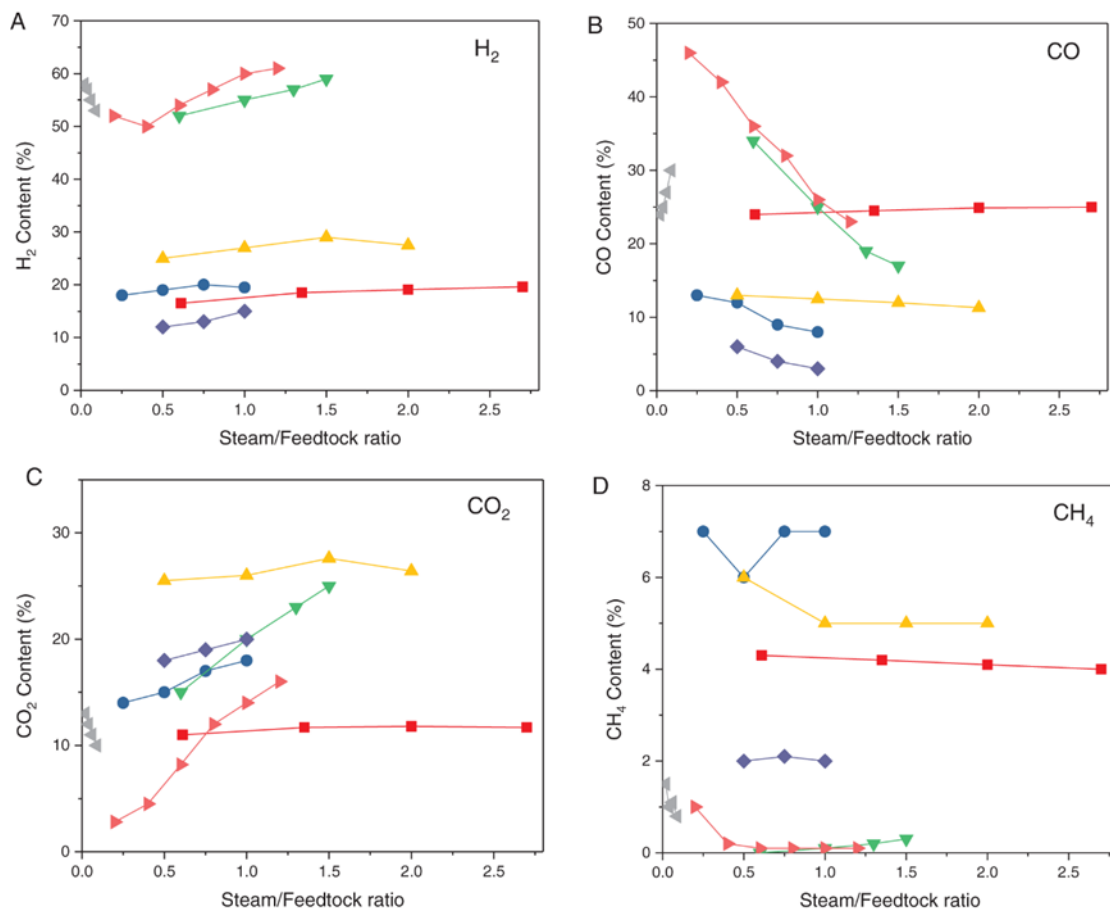 A
H₂
H₂ Content (%)
70
60
50
40
30
20
10
0
0.0 0.5 1.0 1.5 2.0 2.5
Steam/Feedtock ratio
B
CO
CO Content (%)
50
40
30
20
10
0
0.0 0.5 1.0 1.5 2.0 2.5
Steam/Feedtock ratio
C
CO₂
CO₂ Content (%)
30
20
10
0
0.0 0.5 1.0 1.5 2.0 2.5
Steam/Feedtock ratio
D
CH₄
CH₄ Content (%)
8
6
4
2
0
0.0 0.5 1.0 1.5 2.0 2.5
Steam/Feedtock ratio